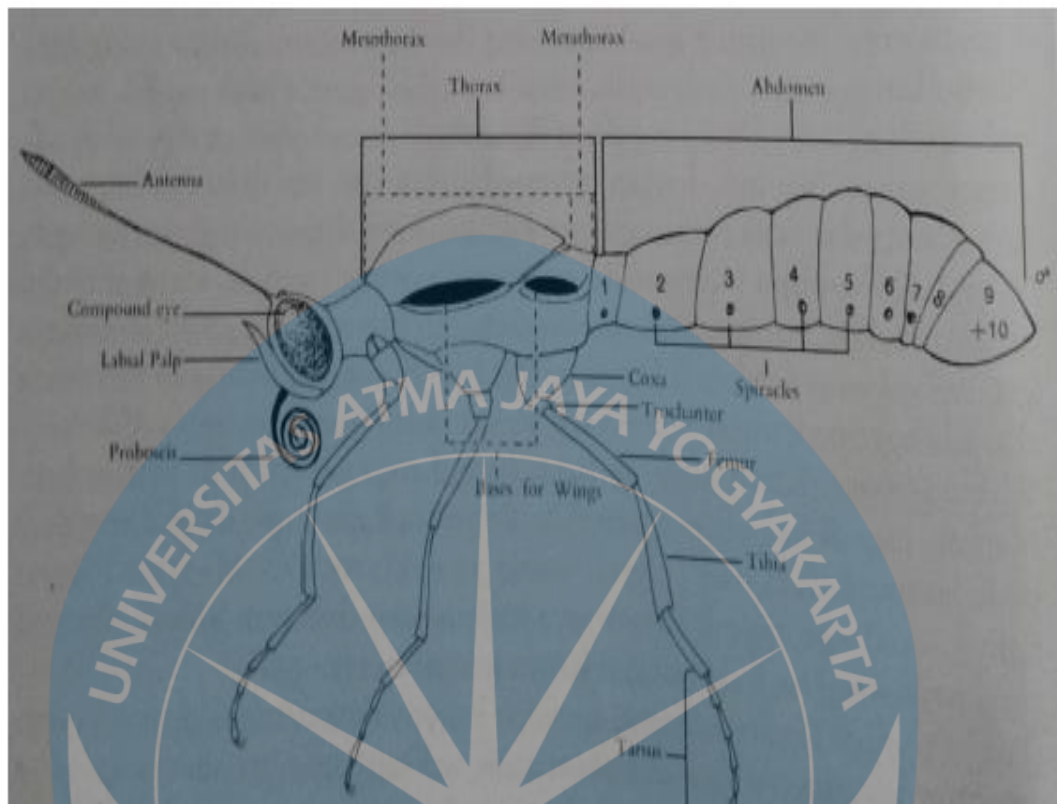 Mesothorax Metathorax
Thorax Abdomen
Antenna
1 2 3 4 5 6 7 8 9
+10
Compound eye
Labial Palp
Proboscis
Coxa
Trochanter
Femur
Tibia
Tarsus
Spiracles
Bases for Wings
UNIVERSITAS ATMA JAYA YOGYAKARTA